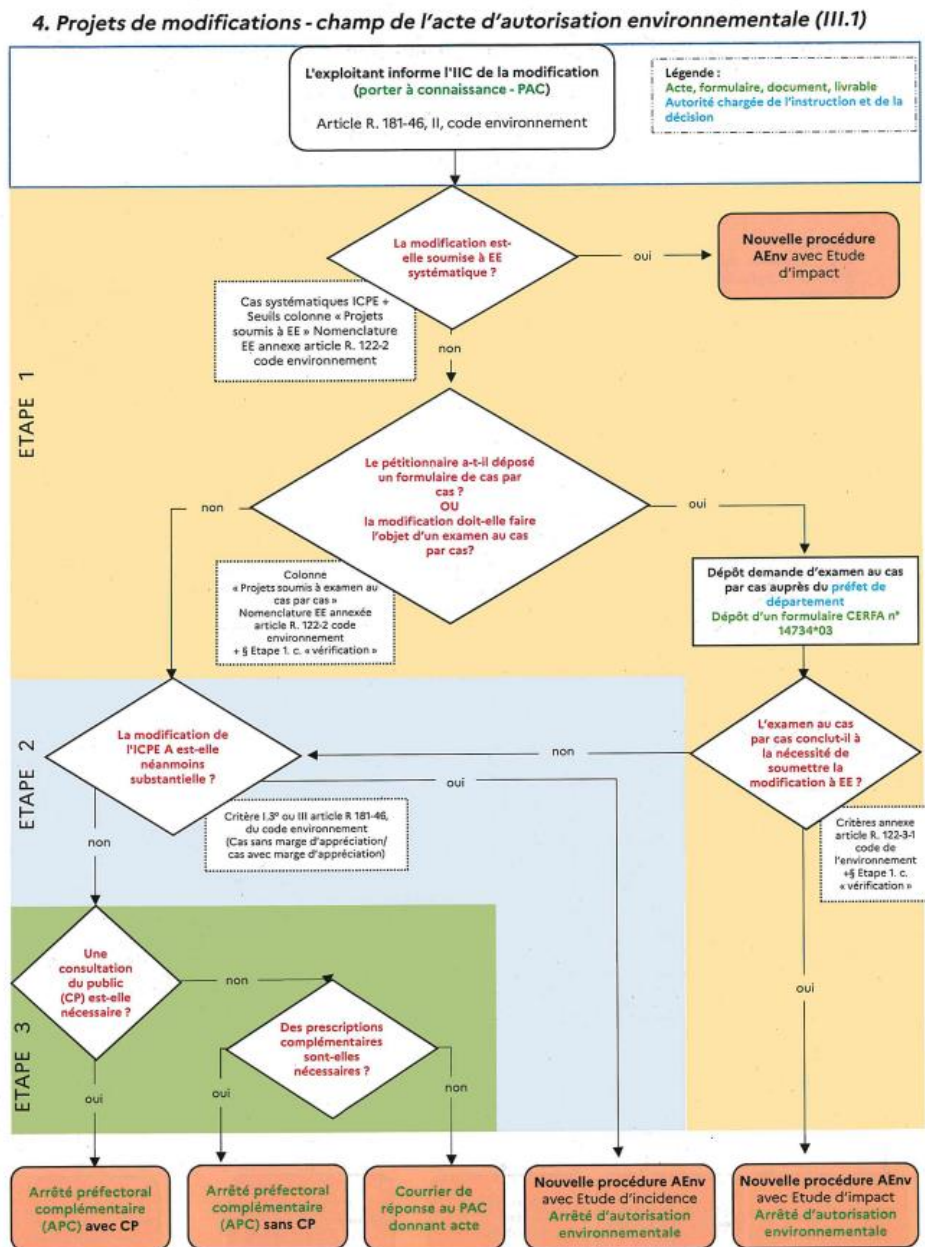 4. Projets de modifications - champ de l'acte d'autorisation environnementale (III.1)
L'exploitant informe l'IIC de la modification
(porter à connaissance - PAC)
Article R. 181-46, II, code environnement
Légende :
Acte, formulaire, document, livrable
Autorité chargée de l'instruction et de la
décision
ETAPE 1
La modification est-
elle soumise à EE
systématique ?
oui
Nouvelle procédure
AEnv avec Etude
d'impact
Cas systématiques ICPE +
Seuils colonne « Projets
soumis à EE » Nomenclature
EE annexe article R. 122-2
code environnement
non
Le pétitionnaire a-t-il déposé
un formulaire de cas par
cas ?
OU
la modification doit-elle faire
l'objet d'un examen au cas
par cas?
non
oui
Colonne
« Projets soumis à examen au
cas par cas »
Nomenclature EE annexée
article R. 122-2 code
environnement
+ § Etape 1. c. « vérification »
Dépôt demande d'examen au cas
par cas auprès du préfet de
département
Dépôt d'un formulaire CERFA n°
14734*03
ETAPE 2
La modification de
l'ICPE A est-elle
néanmoins
substantielle ?
non
L'examen au cas
par cas conclut-il à
la nécessité de
soumettre la
modification à EE ?
oui
Critère I.3° ou III article R 181-46,
du code environnement
(Cas sans marge d'appréciation/
cas avec marge d'appréciation)
non
Critères annexe
article R. 122-3-1
code de
l'environnement
+§ Etape 1. c.
« vérification »
ETAPE 3
Une
consultation
du public
(CP) est-elle
nécessaire ?
non
oui
Des prescriptions
complémentaires
sont-elles
nécessaires ?
oui
oui
non
Arrêté préfectoral
complémentaire
(APC) avec CP
Arrêté préfectoral
complémentaire
(APC) sans CP
Courrier de
réponse au PAC
donnant acte
Nouvelle procédure AEnv
avec Etude d'incidence
Arrêté d'autorisation
environnementale
Nouvelle procédure AEnv
avec Etude d'impact
Arrêté d'autorisation
environnementale